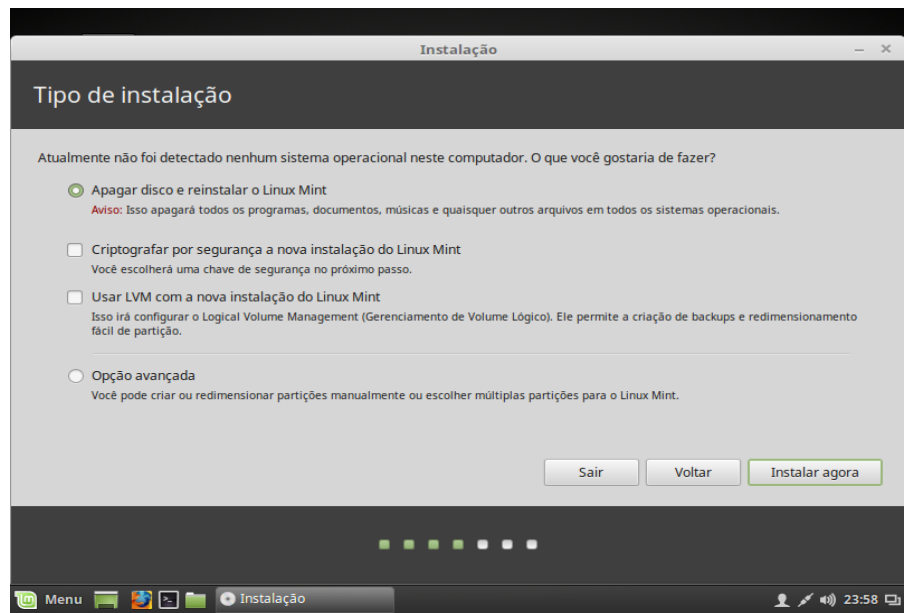 Instalação
Tipo de instalação
Atualmente não foi detectado nenhum sistema operacional neste computador. O que você gostaria de fazer?
Apagar disco e reinstalar o Linux Mint
Aviso: Isso apagará todos os programas, documentos, músicas e quaisquer outros arquivos em todos os sistemas operacionais.
Criptografar por segurança a nova instalação do Linux Mint
Você escolherá uma chave de segurança no próximo passo.
Usar LVM com a nova instalação do Linux Mint
Isso irá configurar o Logical Volume Management (Gerenciamento de Volume Lógico). Ele permite a criação de backups e redimensionamento
fácil de partição.
Opção avançada
Você pode criar ou redimensionar partições manualmente ou escolher múltiplas partições para o Linux Mint.
Sair Voltar Instalar agora
Menu Instalação 23:58